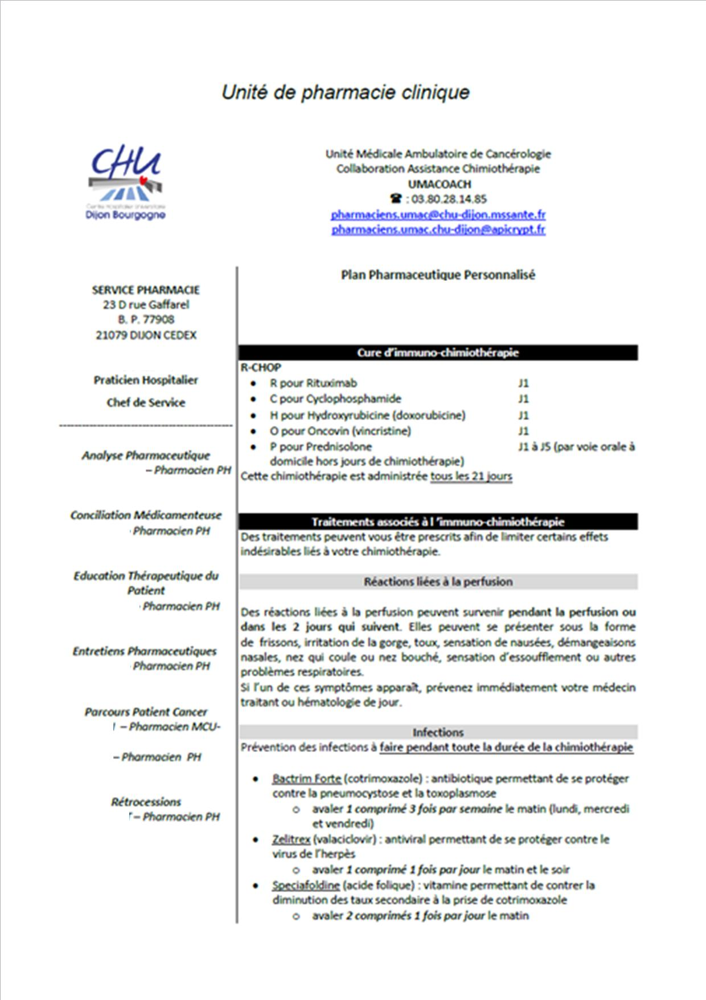 Unité de pharmacie clinique
CHU
Centre Hospitalier Universitaire
Dijon Bourgogne
Unité Médicale Ambulatoire de Cancérologie
Collaboration Assistance Chimiothérapie
UMACOACH
☎ : 03.80.28.14.85
pharmaciens.umac@chu-dijon.mssante.fr
pharmaciens.umac.chu-dijon@apicrypt.fr
SERVICE PHARMACIE
23 D rue Gaffarel
B. P. 77908
21079 DIJON CEDEX
Praticien Hospitalier
Chef de Service
Analyse Pharmaceutique
– Pharmacien PH
Conciliation Médicamenteuse
Pharmacien PH
Education Thérapeutique du
Patient
Pharmacien PH
Entretiens Pharmaceutiques
Pharmacien PH
Parcours Patient Cancer
– Pharmacien MCU-
– Pharmacien PH
Rétrocessions
– Pharmacien PH
Plan Pharmaceutique Personnalisé
Cure d'immuno-chimiothérapie
R-CHOP
• R pour Rituximab J1
• C pour Cyclophosphamide J1
• H pour Hydroxyrubicine (doxorubicine) J1
• O pour Oncovin (vincristine) J1
• P pour Prednisolone J1 à J5 (par voie orale à
domicile hors jours de chimiothérapie)
Cette chimiothérapie est administrée tous les 21 jours
Traitements associés à l 'immuno-chimiothérapie
Des traitements peuvent vous être prescrits afin de limiter certains effets
indésirables liés à votre chimiothérapie.
Réactions liées à la perfusion
Des réactions liées à la perfusion peuvent survenir pendant la perfusion ou
dans les 2 jours qui suivent. Elles peuvent se présenter sous la forme
de frissons, irritation de la gorge, toux, sensation de nausées, démangeaisons
nasales, nez qui coule ou nez bouché, sensation d'essoufflement ou autres
problèmes respiratoires.
Si l'un de ces symptômes apparaît, prévenez immédiatement votre médecin
traitant ou hématologie de jour.
Infections
Prévention des infections à faire pendant toute la durée de la chimiothérapie
• Bactrim Forte (cotrimoxazole) : antibiotique permettant de se protéger
contre la pneumocystose et la toxoplasmose
o avaler 1 comprimé 3 fois par semaine le matin (lundi, mercredi
et vendredi)
• Zelitrex (valaciclovir) : antiviral permettant de se protéger contre le
virus de l'herpès
o avaler 1 comprimé 1 fois par jour le matin et le soir
• Speciafoldine (acide folique) : vitamine permettant de contrer la
diminution des taux secondaire à la prise de cotrimoxazole
o avaler 2 comprimés 1 fois par jour le matin